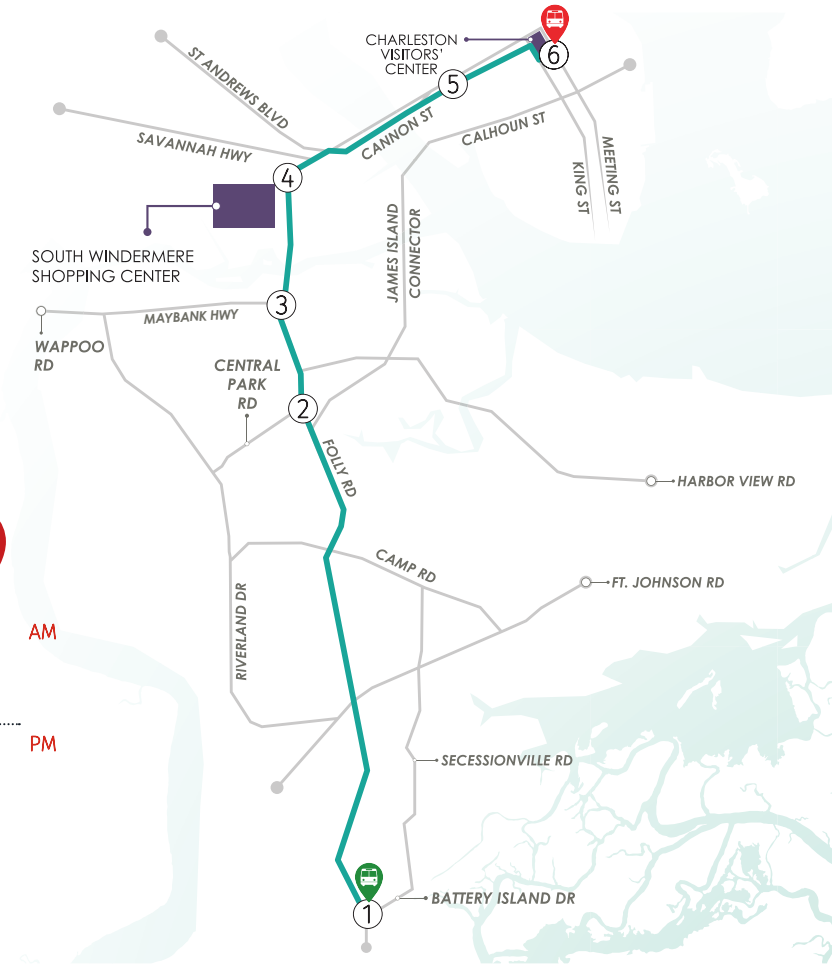 CHARLESTON
VISITORS'
CENTER
6
5
ST ANDREWS BLVD
CANNON ST
CALHOUN ST
SAVANNAH HWY
KING ST
MEETING ST
4
SOUTH WINDERMERE
SHOPPING CENTER
JAMES ISLAND
CONNECTOR
3
MAYBANK HWY
WAPPOO
RD
CENTRAL
PARK
RD
2
FOLLY RD
HARBOR VIEW RD
CAMP RD
FT. JOHNSON RD
RIVERLAND DR
AM
PM
SECESSIONVILLE RD
BATTERY ISLAND DR
1